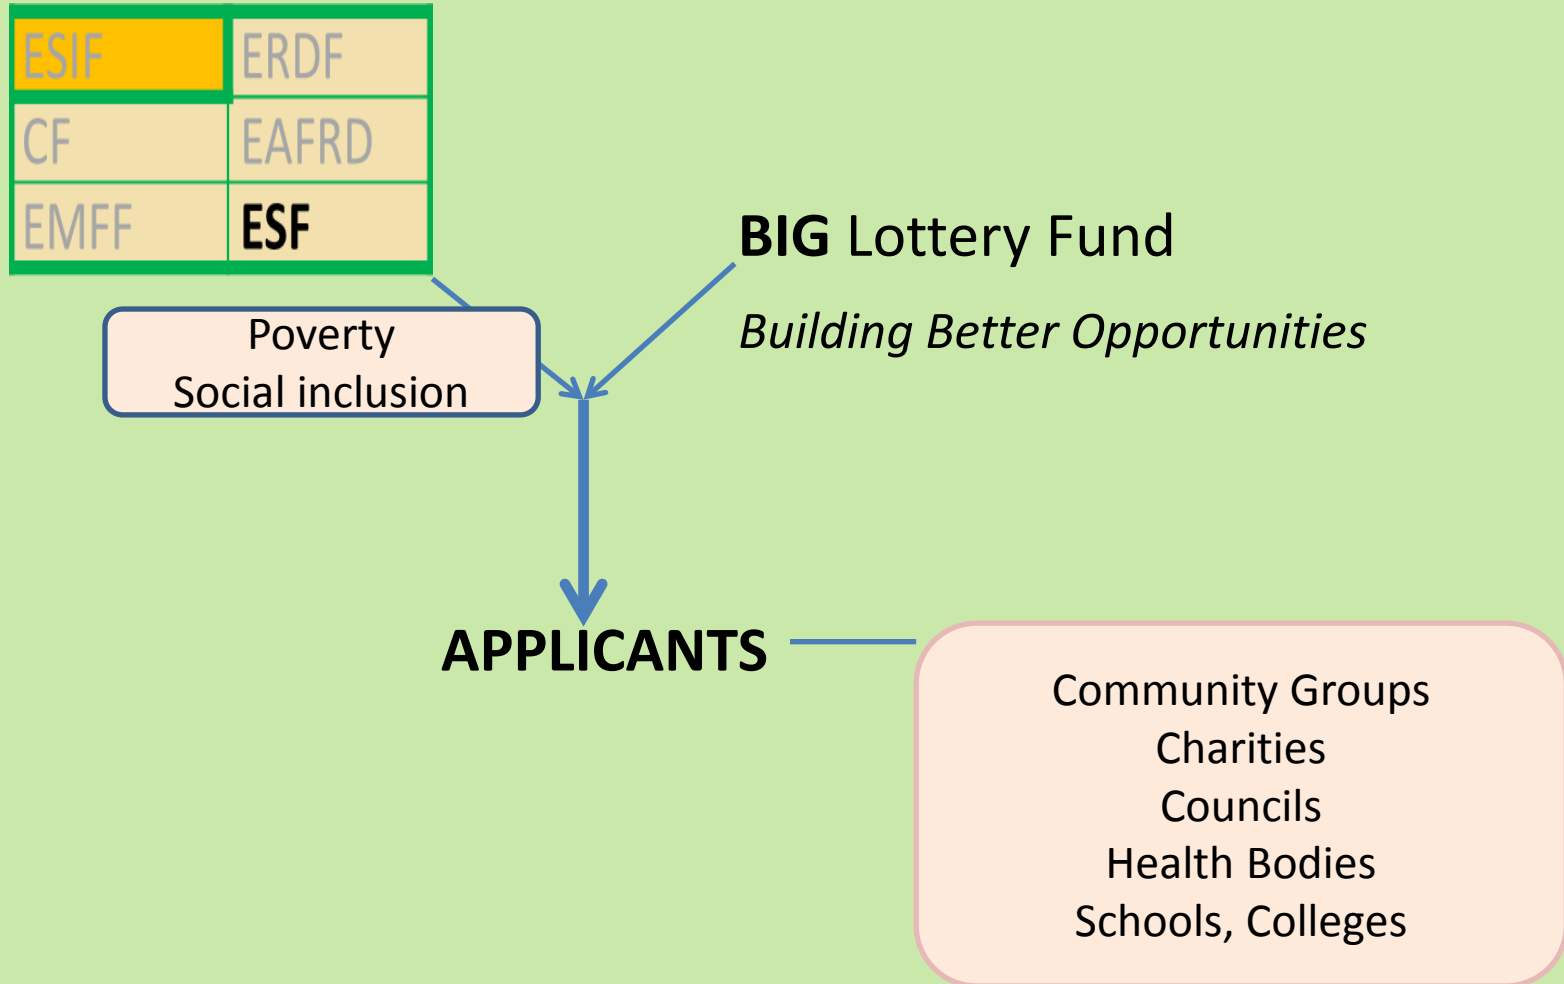 ESIF ERDF
CF EAFRD
EMFF ESF
BIG Lottery Fund
Building Better Opportunities
Poverty
Social inclusion
APPLICANTS
Community Groups
Charities
Councils
Health Bodies
Schools, Colleges